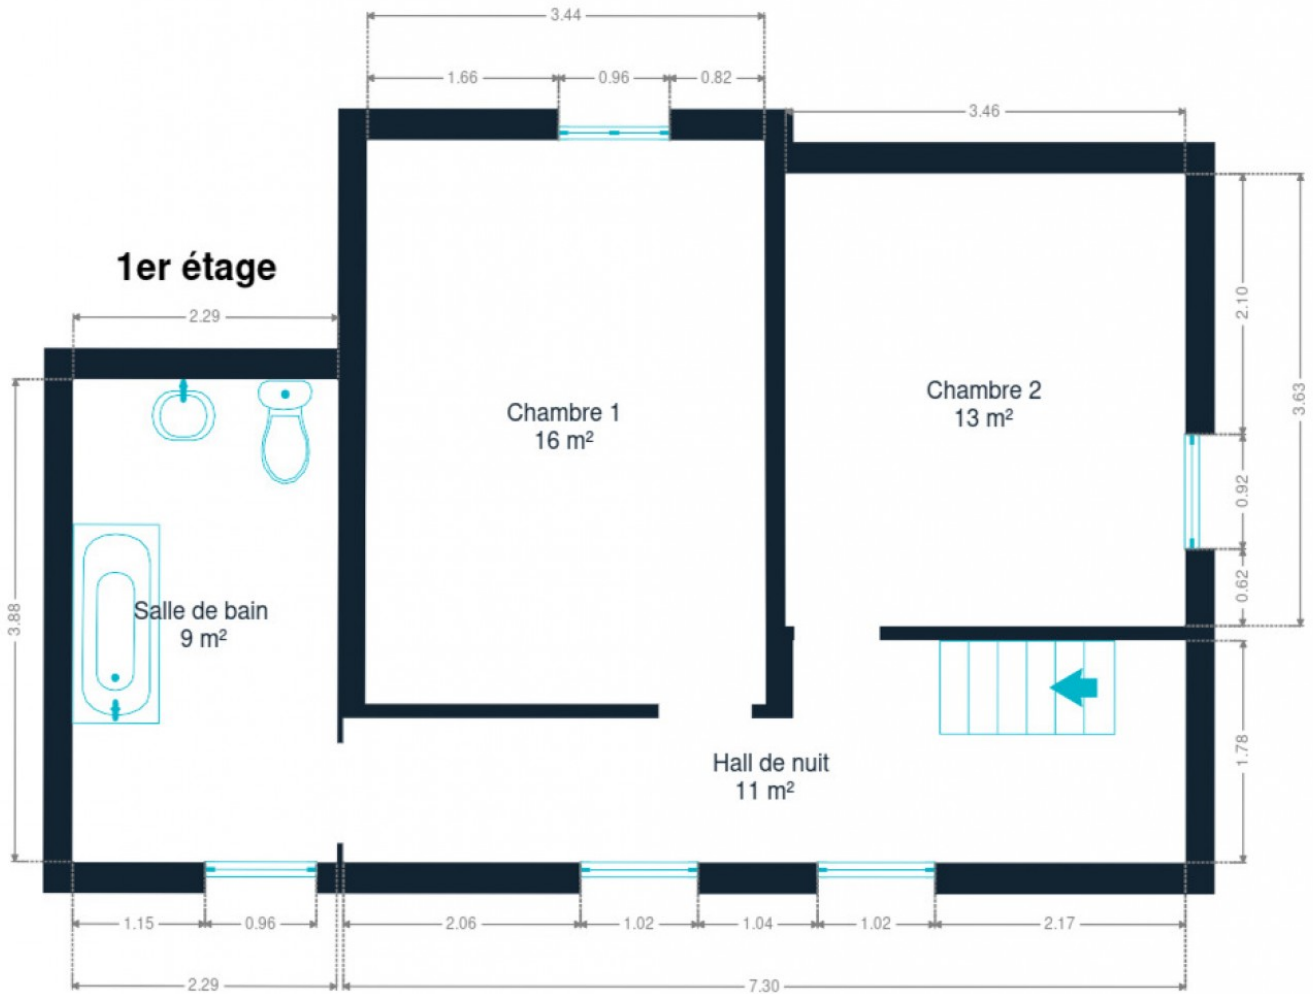 3.44
1.66
0.96
0.82
3.46
1er étage
2.29
2.10
3.63
Chambre 1
16 m²
Chambre 2
13 m²
0.92
0.62
3.88
Salle de bain
9 m²
1.78
Hall de nuit
11 m²
1.15
0.96
2.06
1.02
1.04
1.02
2.17
2.29
7.30